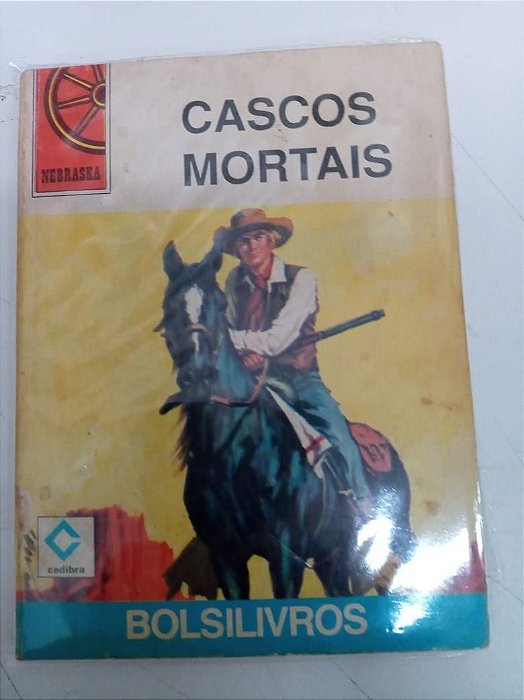 NEBRASKA
CASCOS
MORTAIS
cedibra
BOLSILIVROS